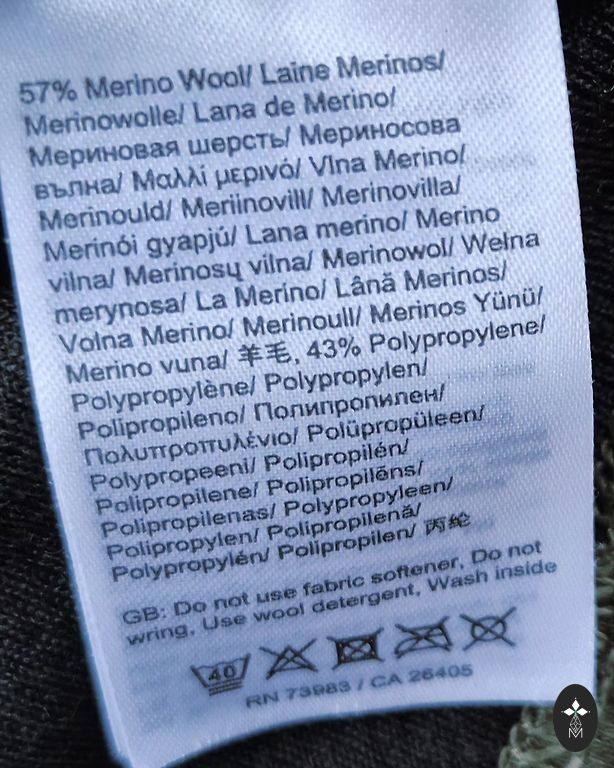 57% Merino Wool/ Laine Merinos/
Merinowolle/ Lana de Merino/
Мериновая шерсть/ Мериносова
вълна/ Μαλλί μερινό/ Vlna Merino/
Merinould/ Meriinovill/ Merinovilla/
Merinói gyapjú/ Lana merino/ Merino
vilna/ Merinosų vilna/ Merinowol/ Wełna
merynosa/ La Merino/ Lână Merinos/
Volna Merino/ Merinoull/ Merinos Yünü/
Merino vuna/ 羊毛, 43% Polypropylene/
Polypropylène/ Polypropylen/
Polipropileno/ Полипропилен/
Πολυπροπυλένιο/ Polüpropüleen/
Polypropeeni/ Polipropilén/
Polipropilene/ Polipropilēns/
Polipropilenas/ Polypropyleen/
Polipropylen/ Polipropilenă/
Polypropylén/ Polipropilen/ 丙纶
GB: Do not use fabric softener, Do not
wring, Use wool detergent, Wash inside
40
RN 73983 / CA 26405
M